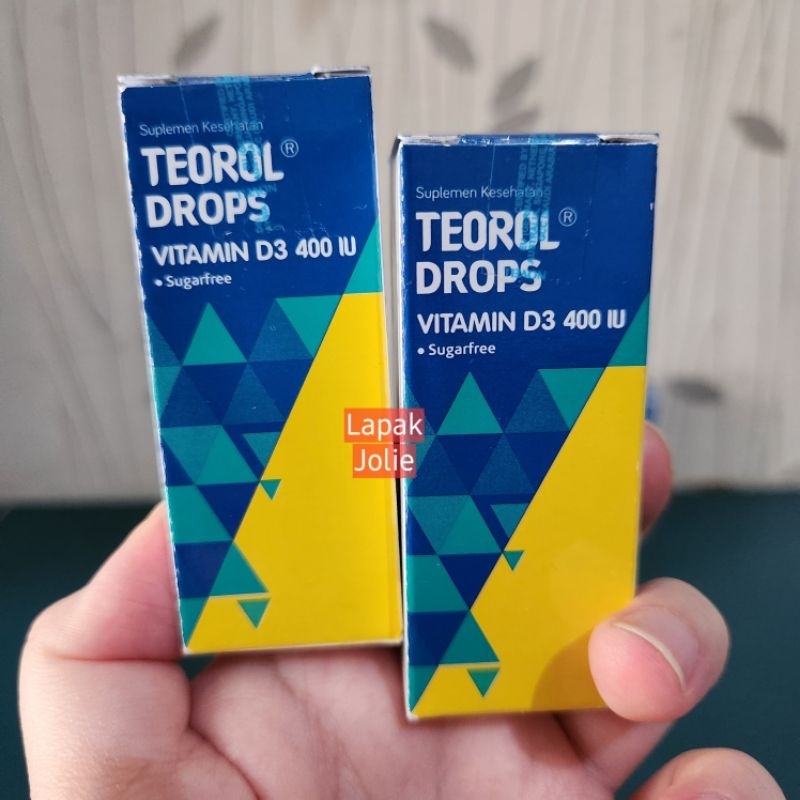 Suplemen Kesehatan
TEOROL®
DROPS
VITAMIN D3 400 IU
• Sugarfree
Suplemen Kesehatan
TEOROL®
DROPS
VITAMIN D3 400 IU
• Sugarfree
Lapak
Jolie